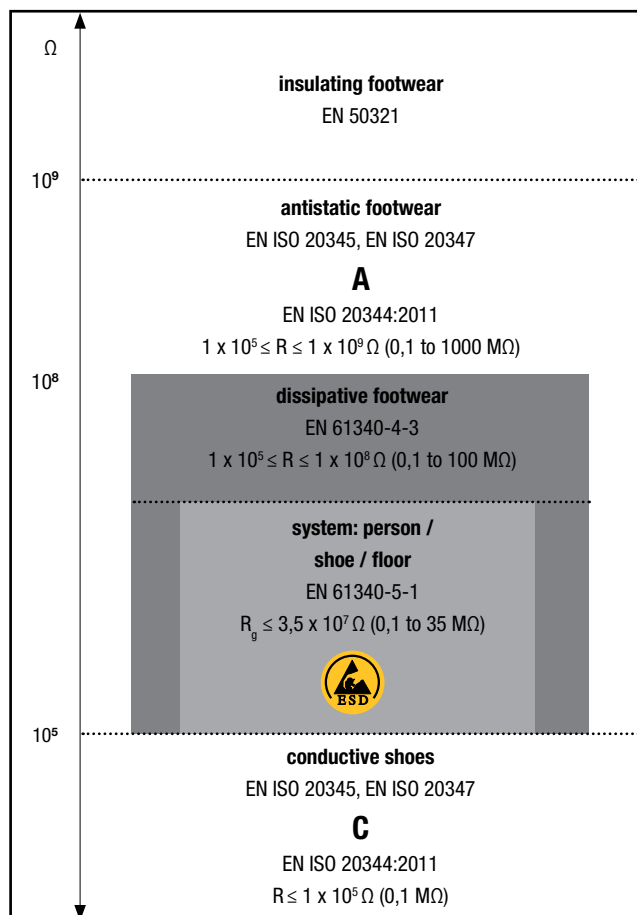 Ω
insulating footwear
EN 50321
10⁹
antistatic footwear
EN ISO 20345, EN ISO 20347
A
EN ISO 20344:2011
1 x 10⁵ ≤ R ≤ 1 x 10⁹ Ω (0,1 to 1000 MΩ)
10⁸
dissipative footwear
EN 61340-4-3
1 x 10⁵ ≤ R ≤ 1 x 10⁸ Ω (0,1 to 100 MΩ)
system: person /
shoe / floor
EN 61340-5-1
R_g ≤ 3,5 x 10⁷ Ω (0,1 to 35 MΩ)
ESD
10⁵
conductive shoes
EN ISO 20345, EN ISO 20347
C
EN ISO 20344:2011
R ≤ 1 x 10⁵ Ω (0,1 MΩ)